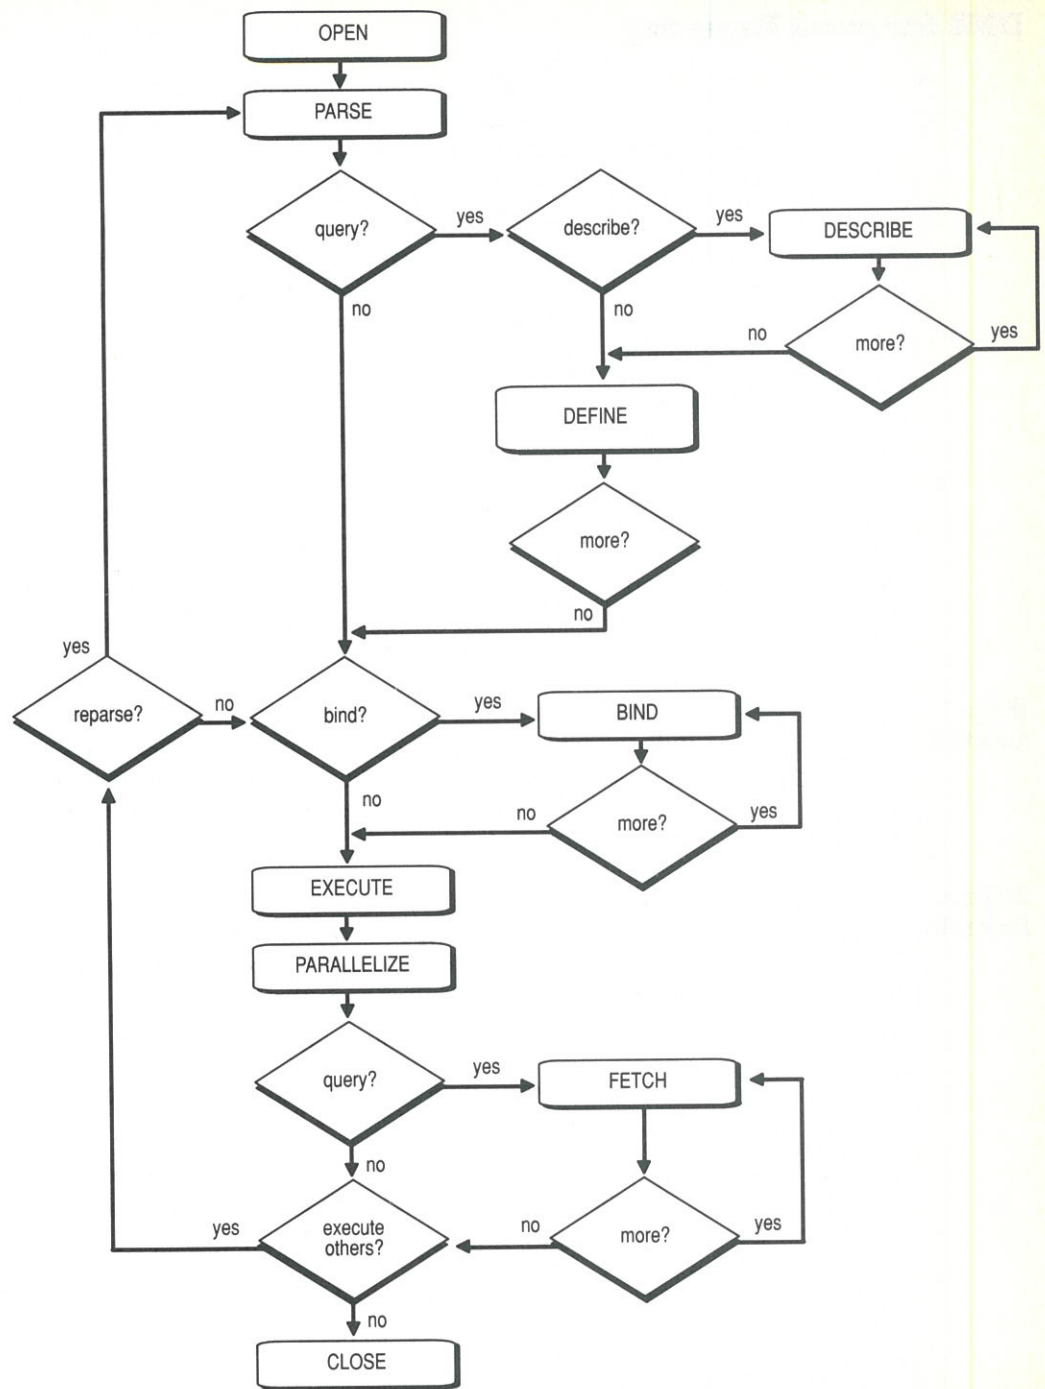 OPEN
PARSE
query?
yes
describe?
yes
DESCRIBE
no
no
no
more?
yes
DEFINE
more?
no
yes
reparse?
no
bind?
yes
BIND
no
no
more?
yes
EXECUTE
PARALLELIZE
query?
yes
FETCH
no
yes
execute
others?
no
more?
yes
no
CLOSE